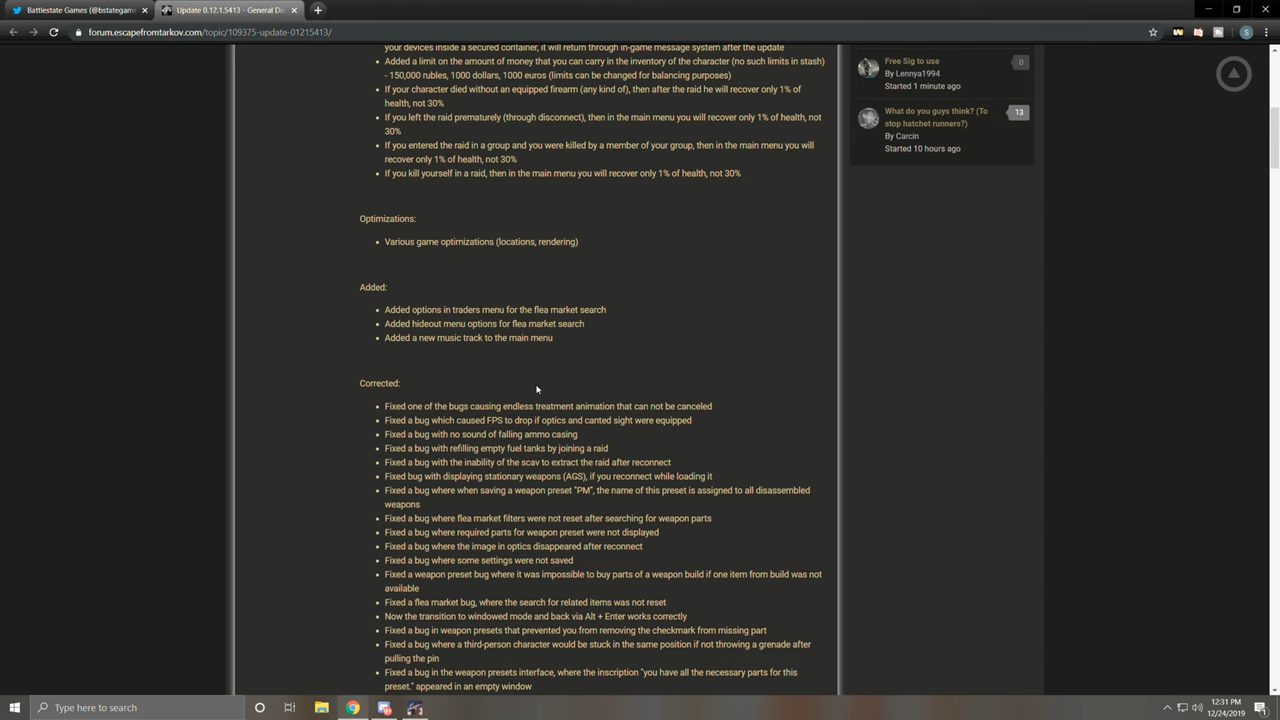 Battlestate Games (@bstategam
Update 0.12.1.5413 - General Di
forum.escapefromtarkov.com/topic/109375-update-01215413/
your devices inside a secured container, it will return through in-game message system after the update
Added a limit on the amount of money that you can carry in the inventory of the character (no such limits in stash)
- 150,000 rubles, 1000 dollars, 1000 euros (limits can be changed for balancing purposes)
If your character died without an equipped firearm (any kind of), then after the raid he will recover only 1% of
health, not 30%
If you left the raid prematurely (through disconnect), then in the main menu you will recover only 1% of health, not
30%
If you entered the raid in a group and you were killed by a member of your group, then in the main menu you will
recover only 1% of health, not 30%
If you kill yourself in a raid, then in the main menu you will recover only 1% of health, not 30%
Optimizations:
Various game optimizations (locations, rendering)
Added:
Added options in traders menu for the flea market search
Added hideout menu options for flea market search
Added a new music track to the main menu
Corrected:
Fixed one of the bugs causing endless treatment animation that can not be canceled
Fixed a bug which caused FPS to drop if optics and canted sight were equipped
Fixed a bug with no sound of falling ammo casing
Fixed a bug with refilling empty fuel tanks by joining a raid
Fixed a bug with the inability of the scav to extract the raid after reconnect
Fixed bug with displaying stationary weapons (AGS), if you reconnect while loading it
Fixed a bug where when saving a weapon preset "PM", the name of this preset is assigned to all disassembled
weapons
Fixed a bug where flea market filters were not reset after searching for weapon parts
Fixed a bug where required parts for weapon preset were not displayed
Fixed a bug where the image in optics disappeared after reconnect
Fixed a bug where some settings were not saved
Fixed a weapon preset bug where it was impossible to buy parts of a weapon build if one item from build was not
available
Fixed a flea market bug, where the search for related items was not reset
Now the transition to windowed mode and back via Alt + Enter works correctly
Fixed a bug in weapon presets that prevented you from removing the checkmark from missing part
Fixed a bug where a third-person character would be stuck in the same position if not throwing a grenade after
pulling the pin
Fixed a bug in the weapon presets interface, where the inscription "you have all the necessary parts for this
preset." appeared in an empty window
Free Sig to use
0
By Lennya1994
Started 1 minute ago
What do you guys think? (To
stop hatchet runners?)
13
By Carcin
Started 10 hours ago
Type here to search
12:31 PM
12/24/2019
1